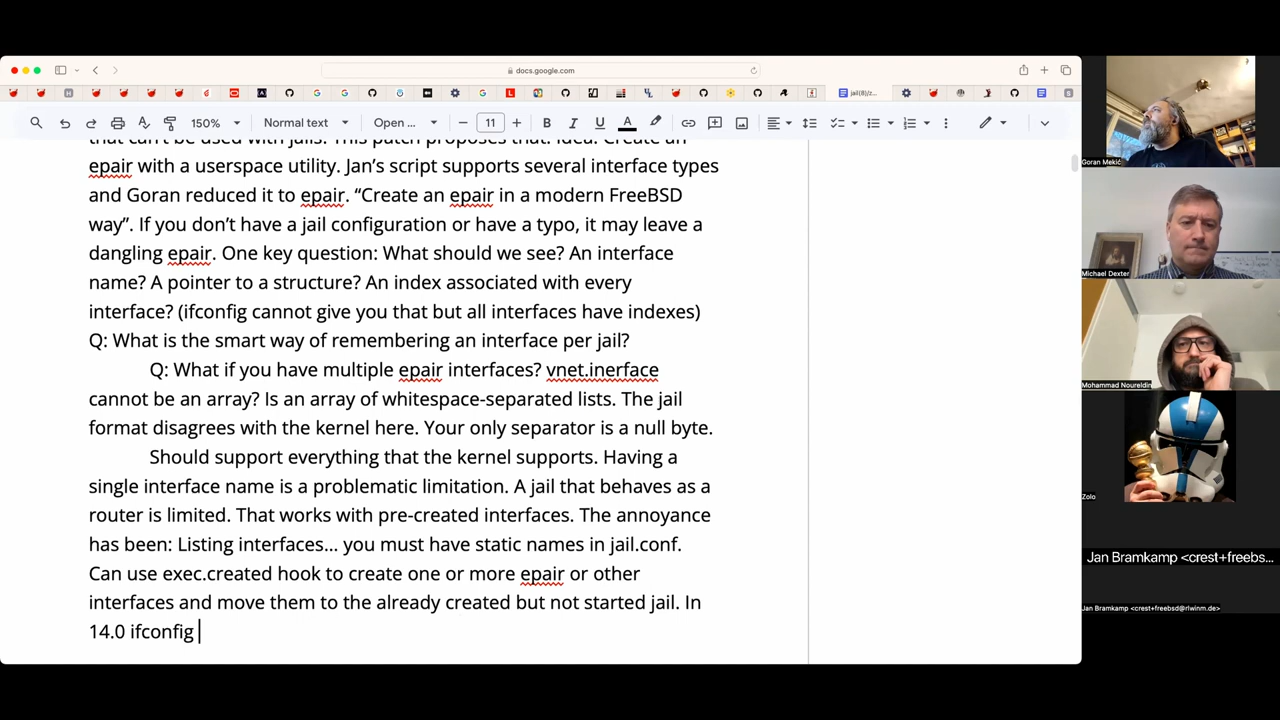 docs.google.com
jail(8)/z...
150%
Normal text
Open ...
11
B I U A
that can't be used with jails. This patch proposes that. Idea: Create an
epair with a userspace utility. Jan's script supports several interface types
and Goran reduced it to epair. “Create an epair in a modern FreeBSD
way”. If you don't have a jail configuration or have a typo, it may leave a
dangling epair. One key question: What should we see? An interface
name? A pointer to a structure? An index associated with every
interface? (ifconfig cannot give you that but all interfaces have indexes)
Q: What is the smart way of remembering an interface per jail?
Q: What if you have multiple epair interfaces? vnet.inerface
cannot be an array? Is an array of whitespace-separated lists. The jail
format disagrees with the kernel here. Your only separator is a null byte.
Should support everything that the kernel supports. Having a
single interface name is a problematic limitation. A jail that behaves as a
router is limited. That works with pre-created interfaces. The annoyance
has been: Listing interfaces... you must have static names in jail.conf.
Can use exec.created hook to create one or more epair or other
interfaces and move them to the already created but not started jail. In
14.0 ifconfig
Goran Mekić
Michael Dexter
Mohammad Noureldin
Zolo
Jan Bramkamp <crest+freebs...
Jan Bramkamp <crest+freebsd@rlwinm.de>